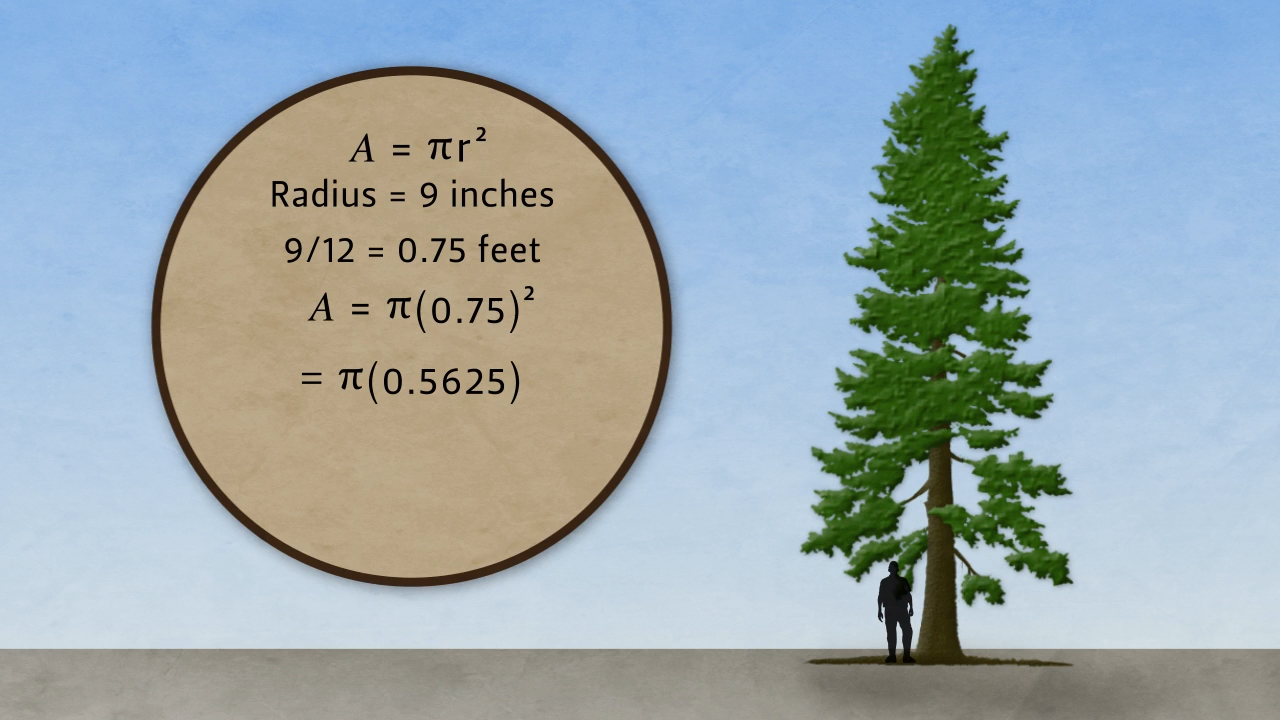 A = πr²
Radius = 9 inches
9/12 = 0.75 feet
A = π(0.75)²
= π(0.5625)